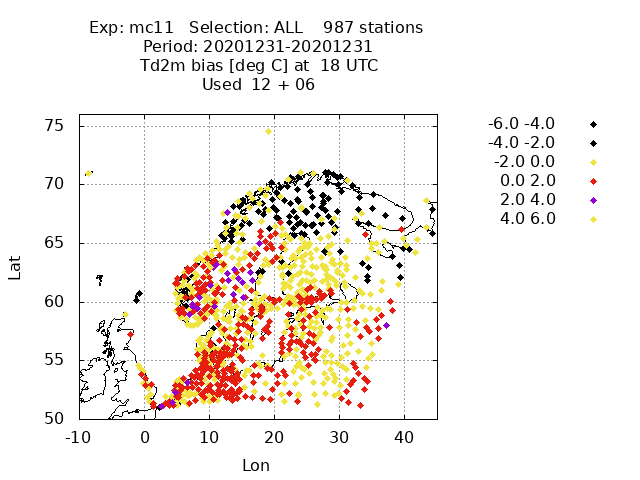 Exp: mc11 Selection: ALL 987 stations
Period: 20201231-20201231
Td2m bias [deg C] at 18 UTC
Used 12 + 06
-6.0 -4.0
-4.0 -2.0
-2.0 0.0
0.0 2.0
2.0 4.0
4.0 6.0
75
70
65
60
55
50
Lat
-10 0 10 20 30 40
Lon